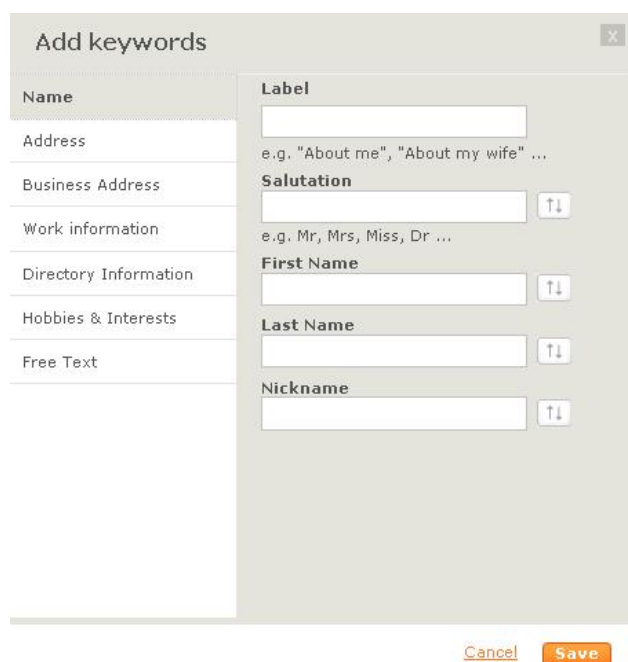 Add keywords
X
Name
Address
Business Address
Work information
Directory Information
Hobbies & Interests
Free Text
Label
e.g. "About me", "About my wife" ...
Salutation
e.g. Mr, Mrs, Miss, Dr ...
First Name
Last Name
Nickname
Cancel
Save